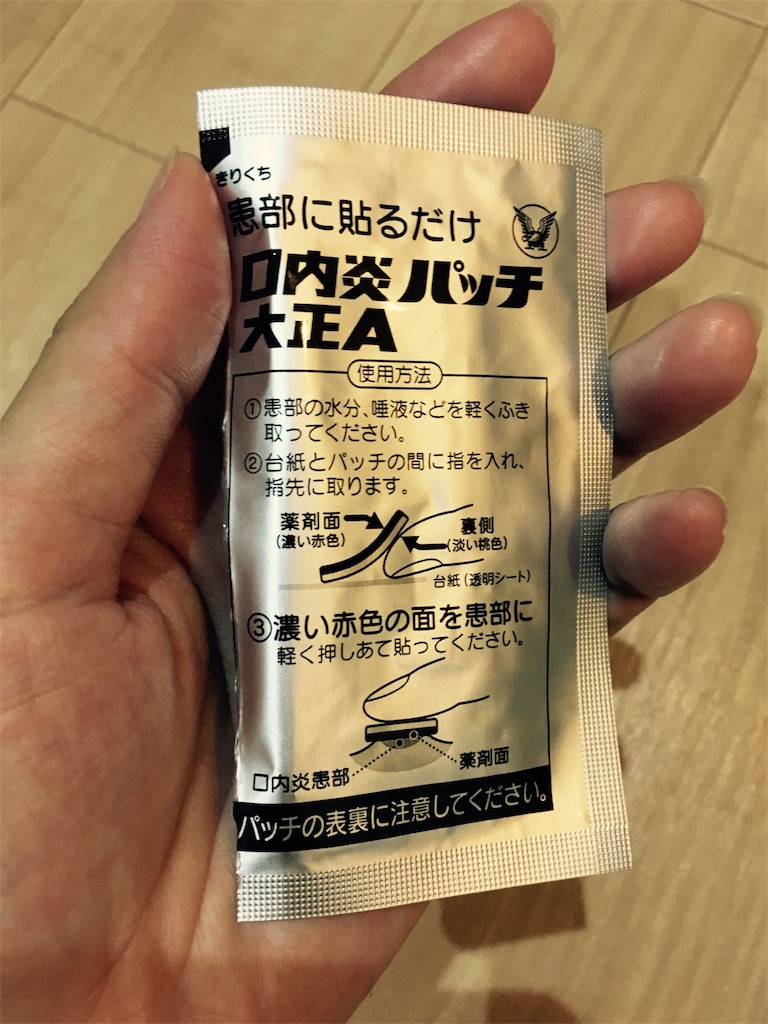 きりくち
患部に貼るだけ
口内炎パッチ
大正A
使用方法
①患部の水分、唾液などを軽くふき
取ってください。
②台紙とパッチの間に指を入れ、
指先に取ります。
薬剤面
(濃い赤色)
裏側
(淡い桃色)
台紙(透明シート)
③濃い赤色の面を患部に
軽く押しあて貼ってください。
口内炎患部
薬剤面
パッチの表裏に注意してください。